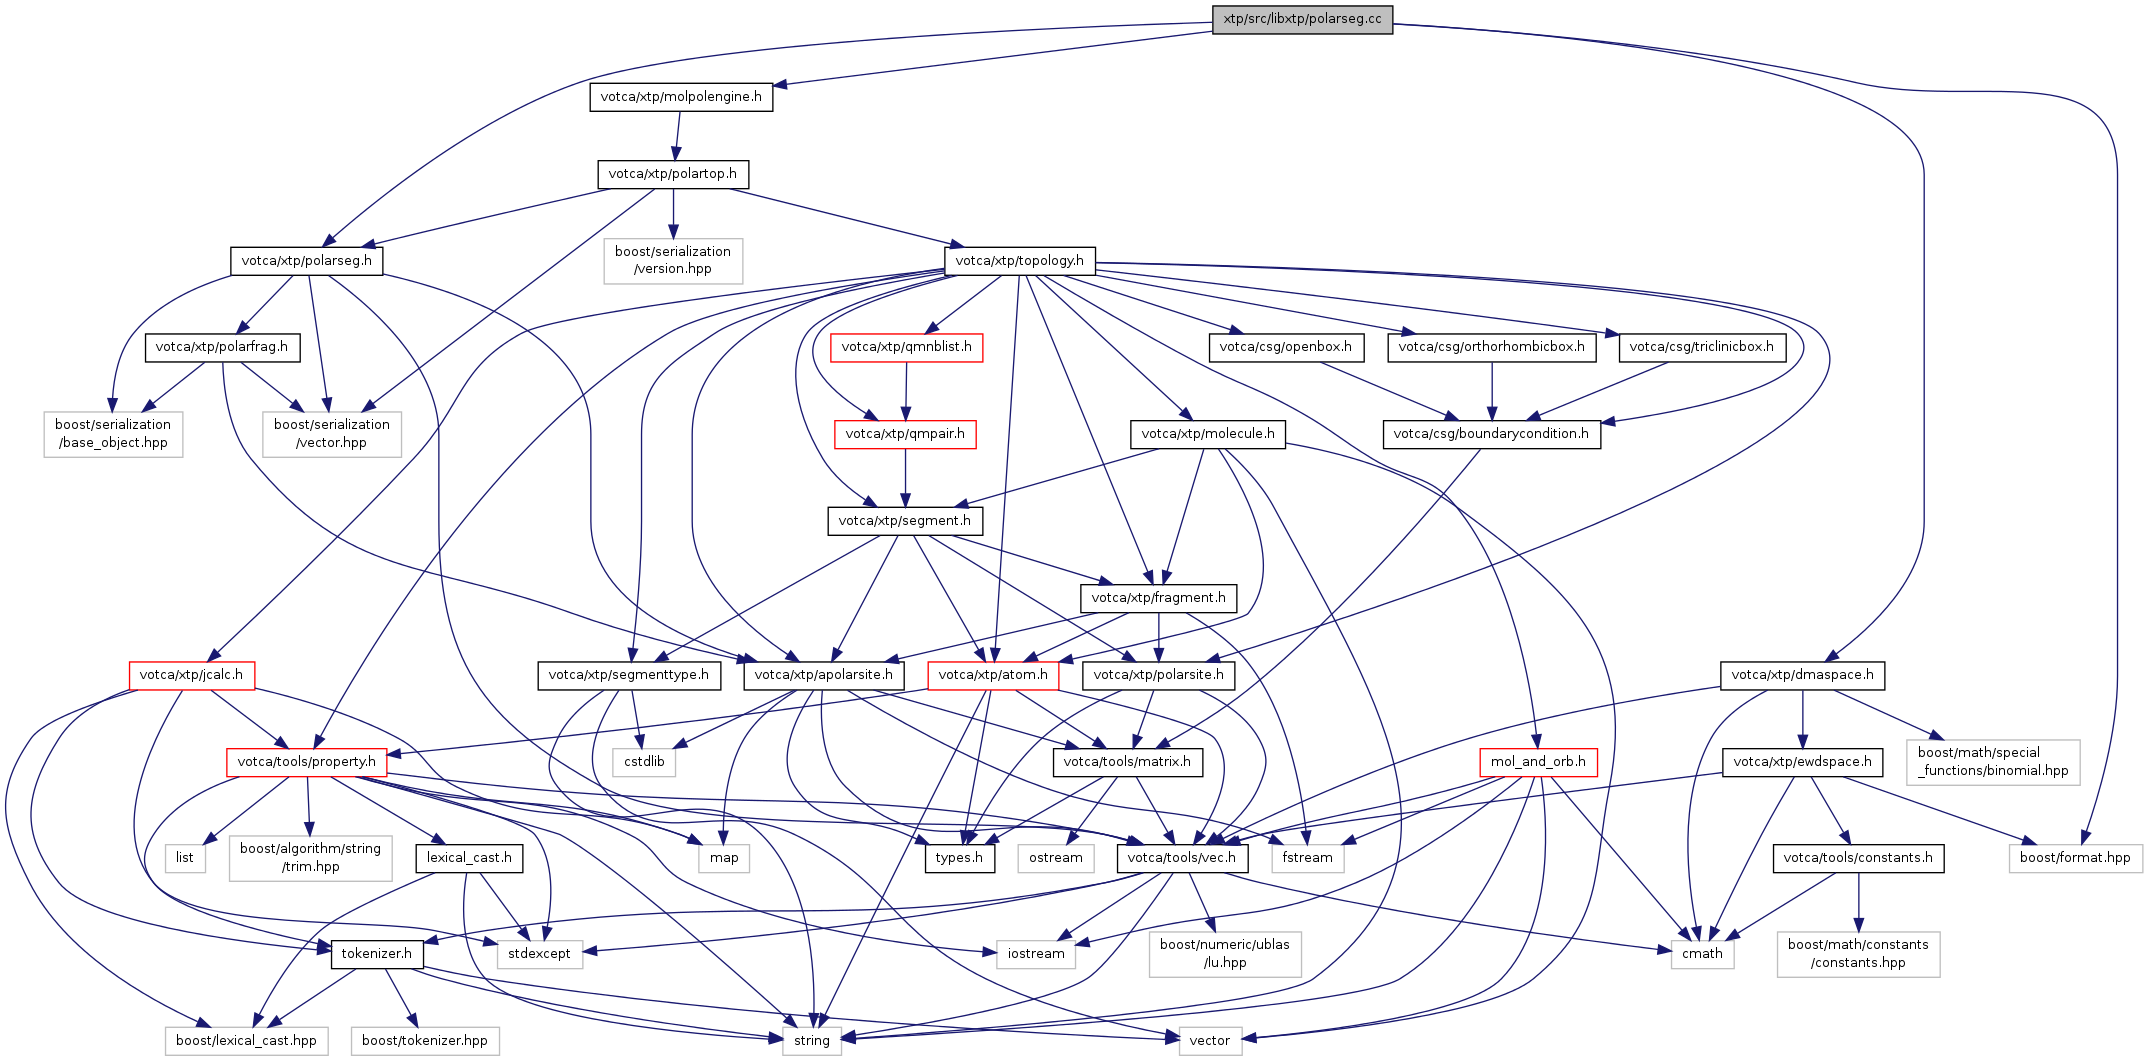 xtp/src/libxtp/polarseg.cc
votca/xtp/molpolengine.h
votca/xtp/polartop.h
boost/serialization
/version.hpp
votca/xtp/polarseg.h
votca/xtp/topology.h
votca/xtp/polarfrag.h
votca/xtp/qmnblist.h
votca/csg/openbox.h
votca/csg/orthorhombicbox.h
votca/csg/triclinicbox.h
boost/serialization
/base_object.hpp
boost/serialization
/vector.hpp
votca/xtp/qmpair.h
votca/xtp/molecule.h
votca/csg/boundarycondition.h
votca/xtp/segment.h
votca/xtp/fragment.h
votca/xtp/jcalc.h
votca/xtp/segmenttype.h
votca/xtp/apolarsite.h
votca/xtp/atom.h
votca/xtp/polarsite.h
votca/xtp/dmaspace.h
votca/tools/property.h
cstdlib
votca/tools/matrix.h
mol_and_orb.h
votca/xtp/ewdspace.h
boost/math/special
_functions/binomial.hpp
list
boost/algorithm/string
/trim.hpp
lexical_cast.h
map
types.h
ostream
votca/tools/vec.h
fstream
votca/tools/constants.h
boost/format.hpp
tokenizer.h
stdexcept
iostream
boost/numeric/ublas
/lu.hpp
cmath
boost/math/constants
/constants.hpp
boost/lexical_cast.hpp
boost/tokenizer.hpp
string
vector